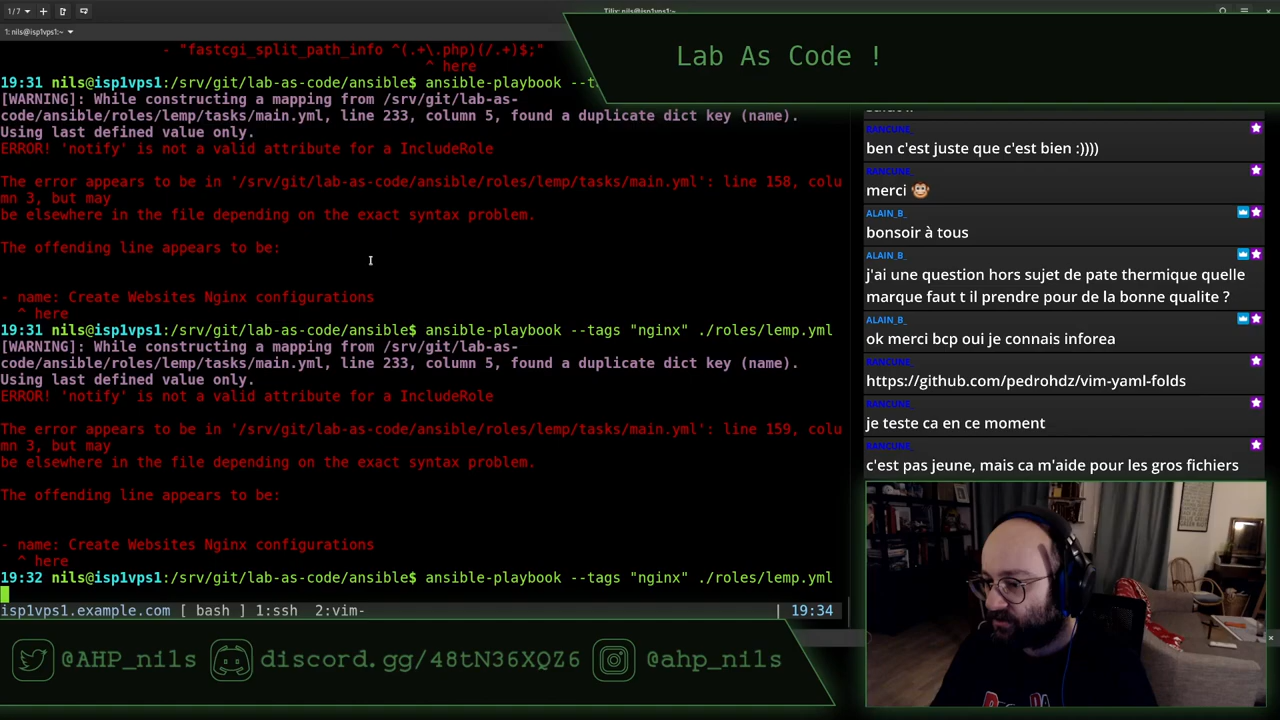 1/7
Tilix: nils@isp1vps1:~
1: nils@isp1vps1:~
Lab As Code !
- "fastcgi_split_path_info ^(.+\.php)(/.+)$;"
^ here
19:31 nils@isp1vps1:/srv/git/lab-as-code/ansible$ ansible-playbook --t
[WARNING]: While constructing a mapping from /srv/git/lab-as-
code/ansible/roles/lemp/tasks/main.yml, line 233, column 5, found a duplicate dict key (name).
Using last defined value only.
ERROR! 'notify' is not a valid attribute for a IncludeRole
The error appears to be in '/srv/git/lab-as-code/ansible/roles/lemp/tasks/main.yml': line 158, colu
mn 3, but may
be elsewhere in the file depending on the exact syntax problem.
The offending line appears to be:
- name: Create Websites Nginx configurations
^ here
19:31 nils@isp1vps1:/srv/git/lab-as-code/ansible$ ansible-playbook --tags "nginx" ./roles/lemp.yml
[WARNING]: While constructing a mapping from /srv/git/lab-as-
code/ansible/roles/lemp/tasks/main.yml, line 233, column 5, found a duplicate dict key (name).
Using last defined value only.
ERROR! 'notify' is not a valid attribute for a IncludeRole
The error appears to be in '/srv/git/lab-as-code/ansible/roles/lemp/tasks/main.yml': line 159, colu
mn 3, but may
be elsewhere in the file depending on the exact syntax problem.
The offending line appears to be:
- name: Create Websites Nginx configurations
^ here
19:32 nils@isp1vps1:/srv/git/lab-as-code/ansible$ ansible-playbook --tags "nginx" ./roles/lemp.yml
isp1vps1.example.com [ bash ] 1:ssh 2:vim- | 19:34
RANCUNE_
ben c'est juste que c'est bien :))))
RANCUNE_
merci 🐵
ALAIN_B_
bonsoir à tous
ALAIN_B_
j'ai une question hors sujet de pate thermique quelle
marque faut t il prendre pour de la bonne qualite ?
ALAIN_B_
ok merci bcp oui je connais inforea
RANCUNE_
https://github.com/pedrohdz/vim-yaml-folds
RANCUNE_
je teste ca en ce moment
RANCUNE_
c'est pas jeune, mais ca m'aide pour les gros fichiers
@AHP_nils
discord.gg/48tN36XQZ6
@ahp_nils